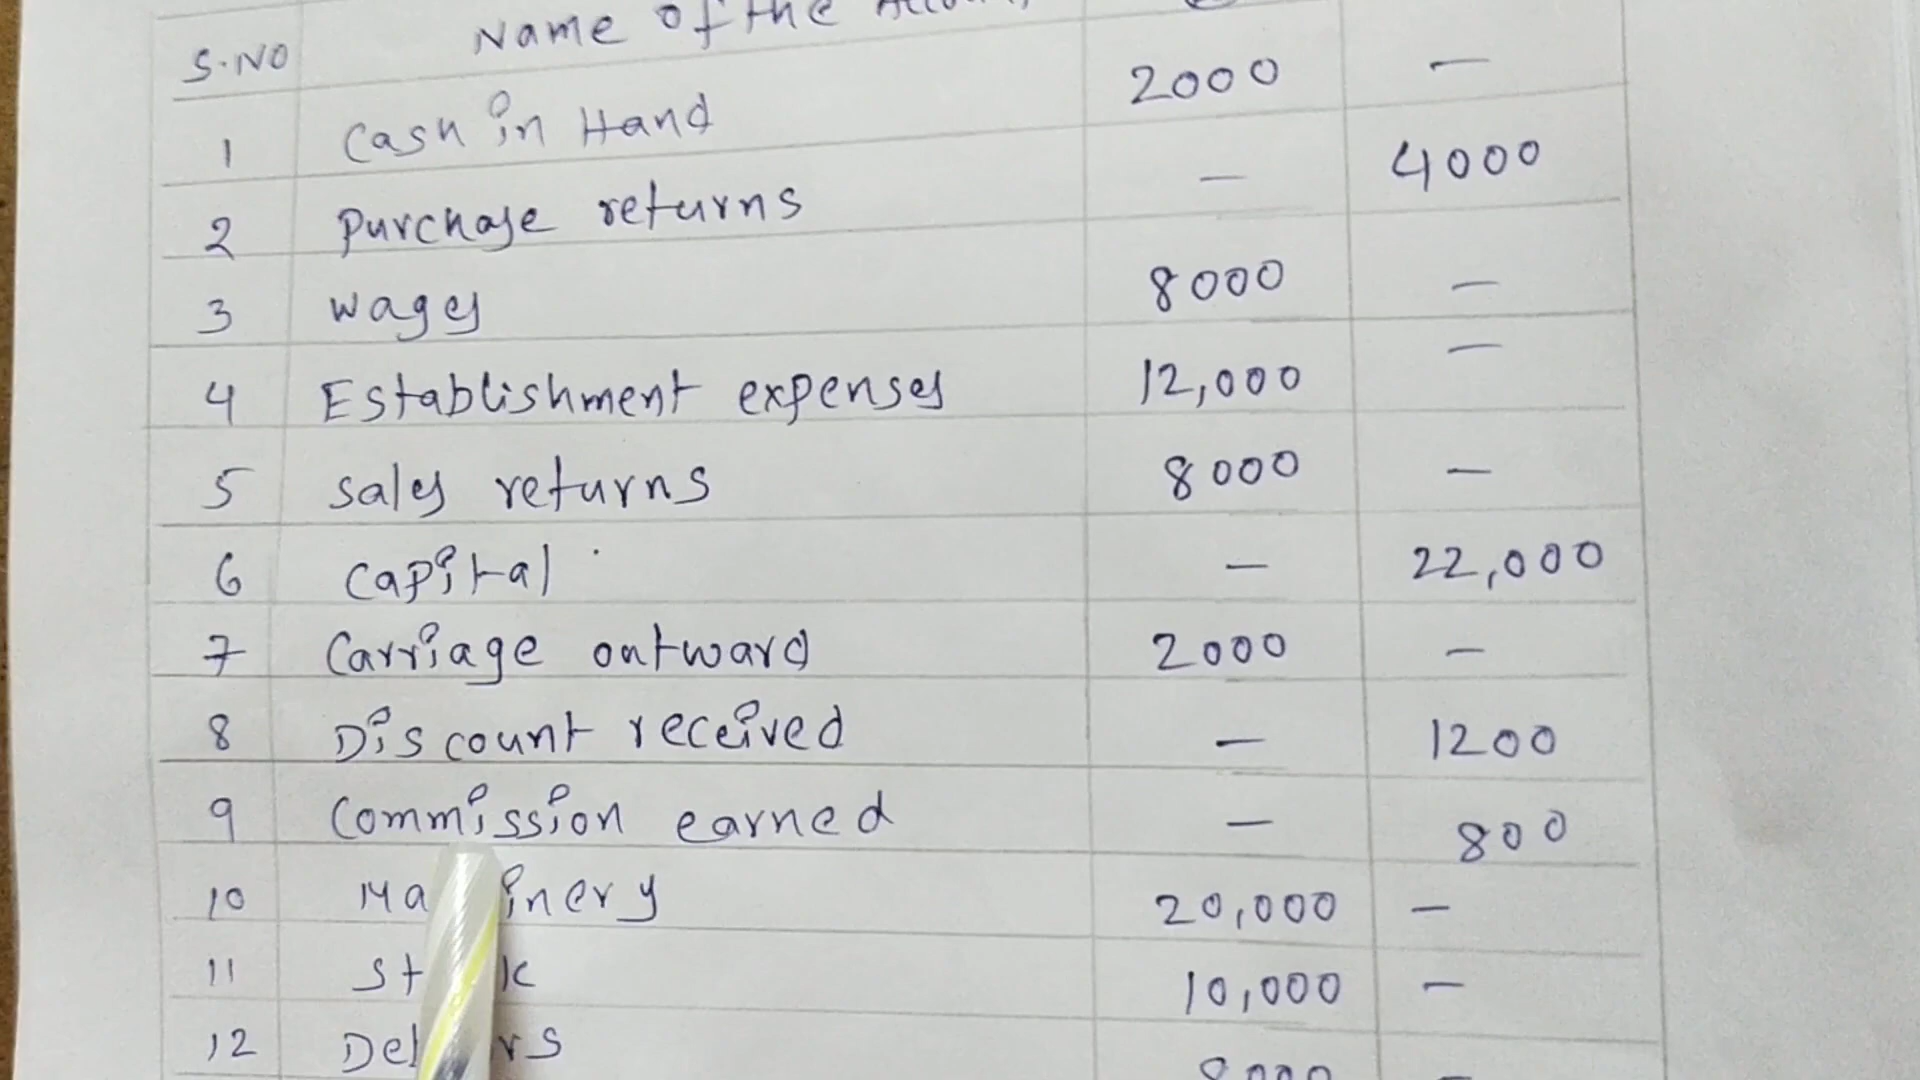 S.NO Name of the
1 Cash in Hand 2000 —
2 Purchase returns — 4000
3 wages 8000 —
4 Establishment expenses 12,000 —
5 sales returns 8000 —
6 Capital — 22,000
7 Carriage outward 2000 —
8 Discount received — 1200
9 Commission earned — 800
10 20,000 —
11 10,000 —
12 —